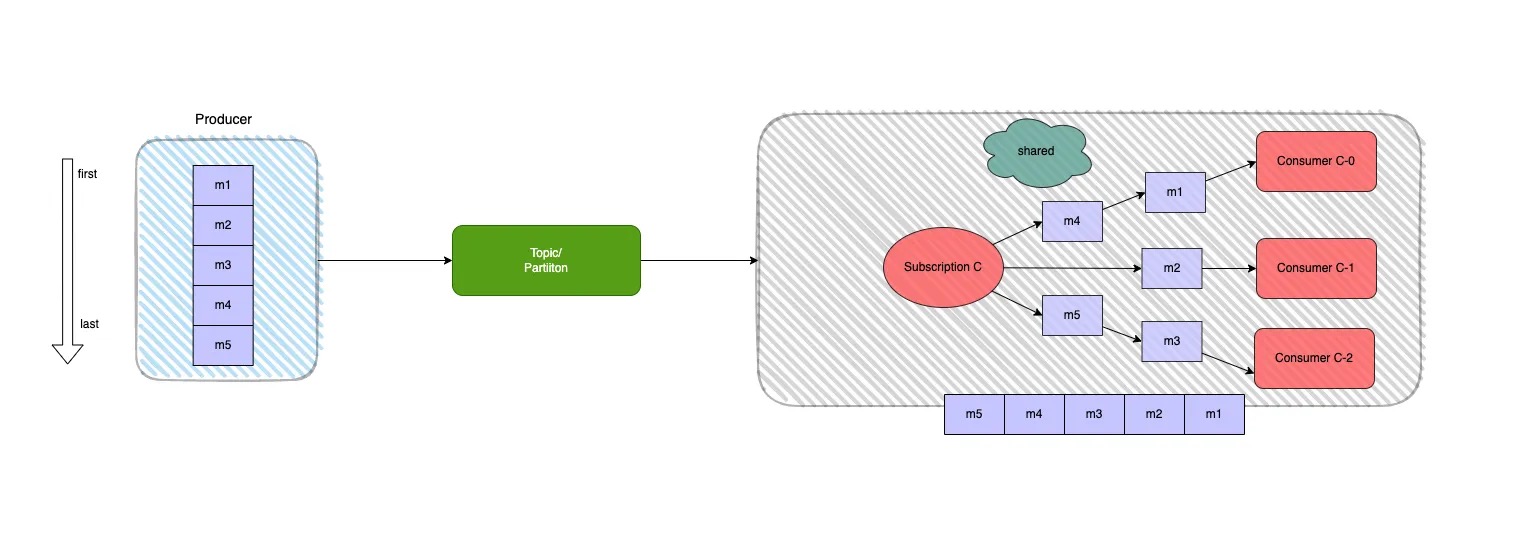 Producer
first
last
m1
m2
m3
m4
m5
Topic/
Partiiton
shared
Subscription C
m4
m1
m2
m5
m3
Consumer C-0
Consumer C-1
Consumer C-2
m5 m4 m3 m2 m1